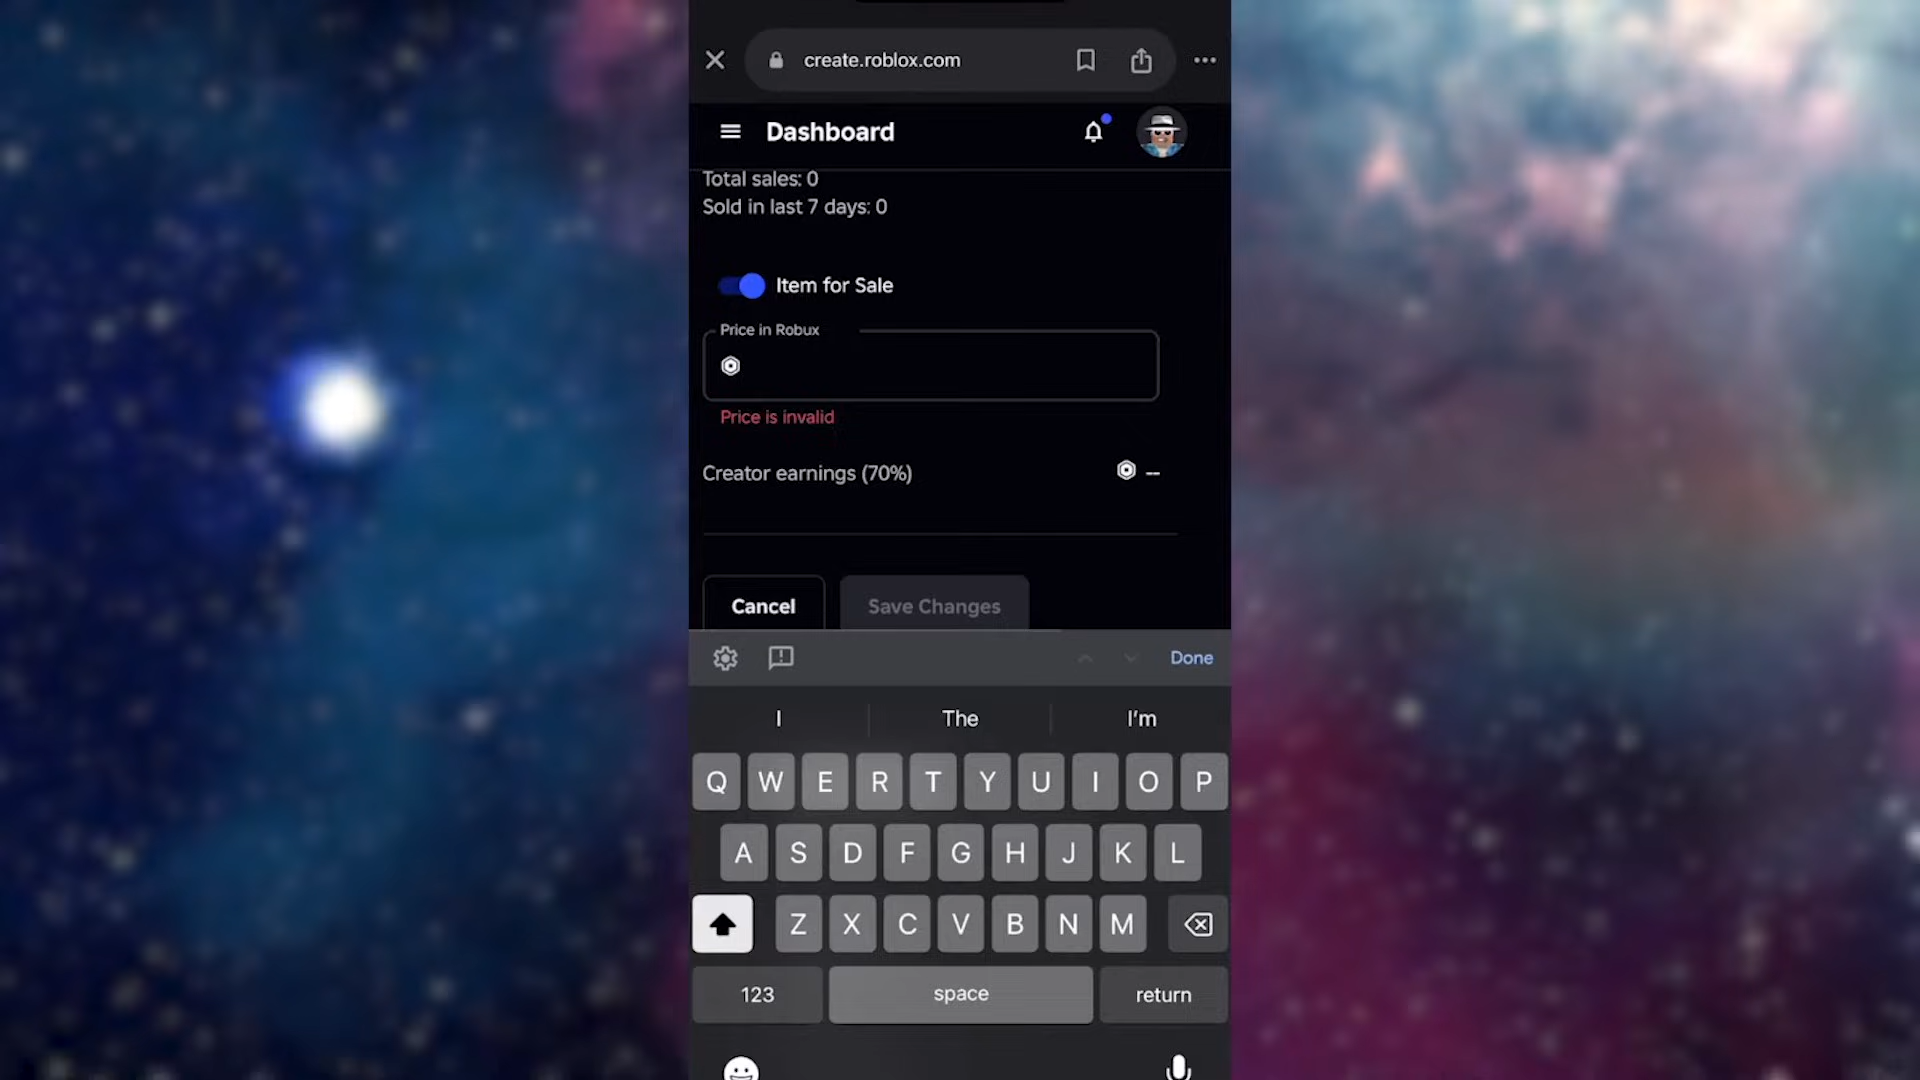 create.roblox.com
Dashboard
Total sales: 0
Sold in last 7 days: 0
Item for Sale
Price in Robux
Price is invalid
Creator earnings (70%) --
Cancel Save Changes
Done
I The I'm
Q W E R T Y U I O P
A S D F G H J K L
Z X C V B N M
123 space return